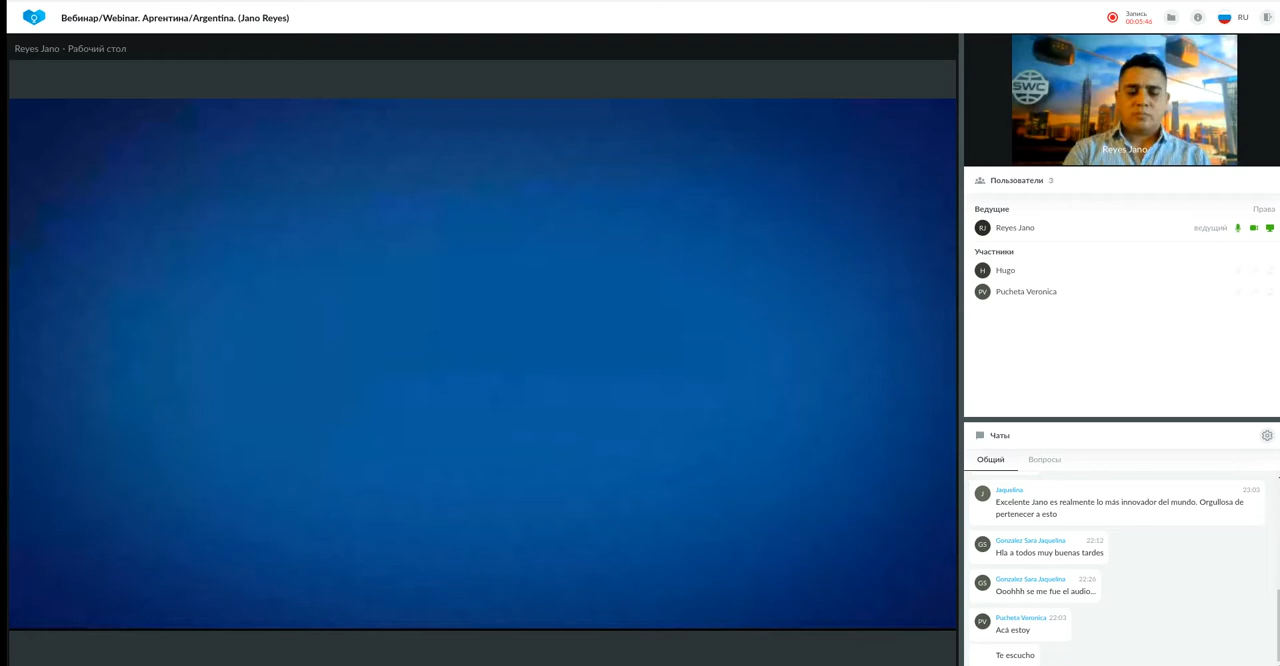 Вебинар/Webinar. Аргентина/Argentina. (Jano Reyes)
Запись
00:05:46
RU
Reyes Jano - Рабочий стол
SWC
Reyes Jano
Пользователи 3
Ведущие Права
RJ Reyes Jano ведущий
Участники
H Hugo
PV Pucheta Veronica
Чаты
Общий Вопросы
J Jaquelina 23:03
Excelente Jano es realmente lo más innovador del mundo. Orgullosa de
pertenecer a esto
GS Gonzalez Sara Jaquelina 22:12
Hla a todos muy buenas tardes
GS Gonzalez Sara Jaquelina 22:26
Ooohhh se me fue el audio...
PV Pucheta Veronica 22:03
Acá estoy
Te escucho